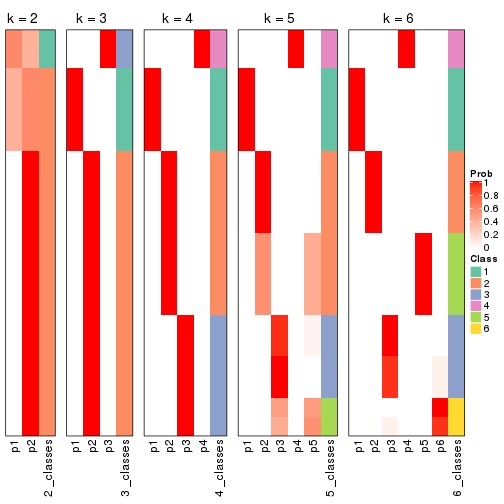 k = 2
k = 3
k = 4
k = 5
k = 6
Prob
1
0.8
0.6
0.4
0.2
0
Class
1
2
3
4
5
6
p1
p2
2_classes
p1
p2
p3
3_classes
p1
p2
p3
p4
4_classes
p1
p2
p3
p4
p5
5_classes
p1
p2
p3
p4
p5
p6
6_classes